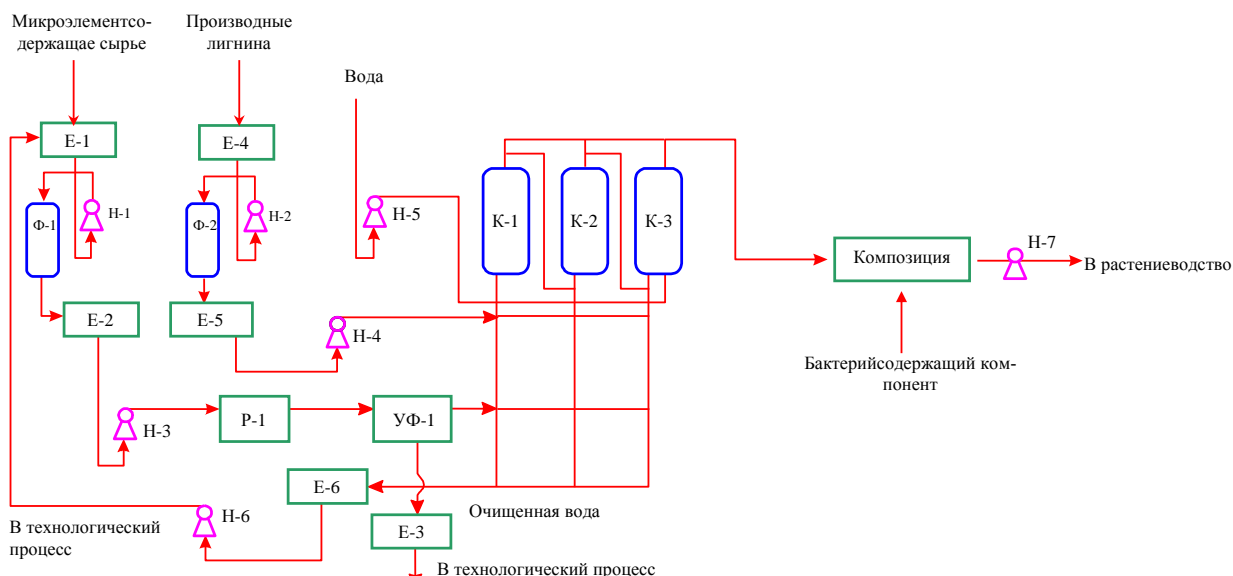 Микроэлементсо-
держащае сырье
Производные
лигнина
Вода
Е-1
Е-4
Н-1
Н-2
Н-5
К-1
К-2
К-3
Ф-1
Ф-2
Композиция
Н-7
В растениеводство
Е-2
Е-5
Н-4
Бактерийсодержащий ком-
понент
Н-3
Р-1
УФ-1
Е-6
Очищенная вода
Н-6
Е-3
В технологический
процесс
В технологический процесс